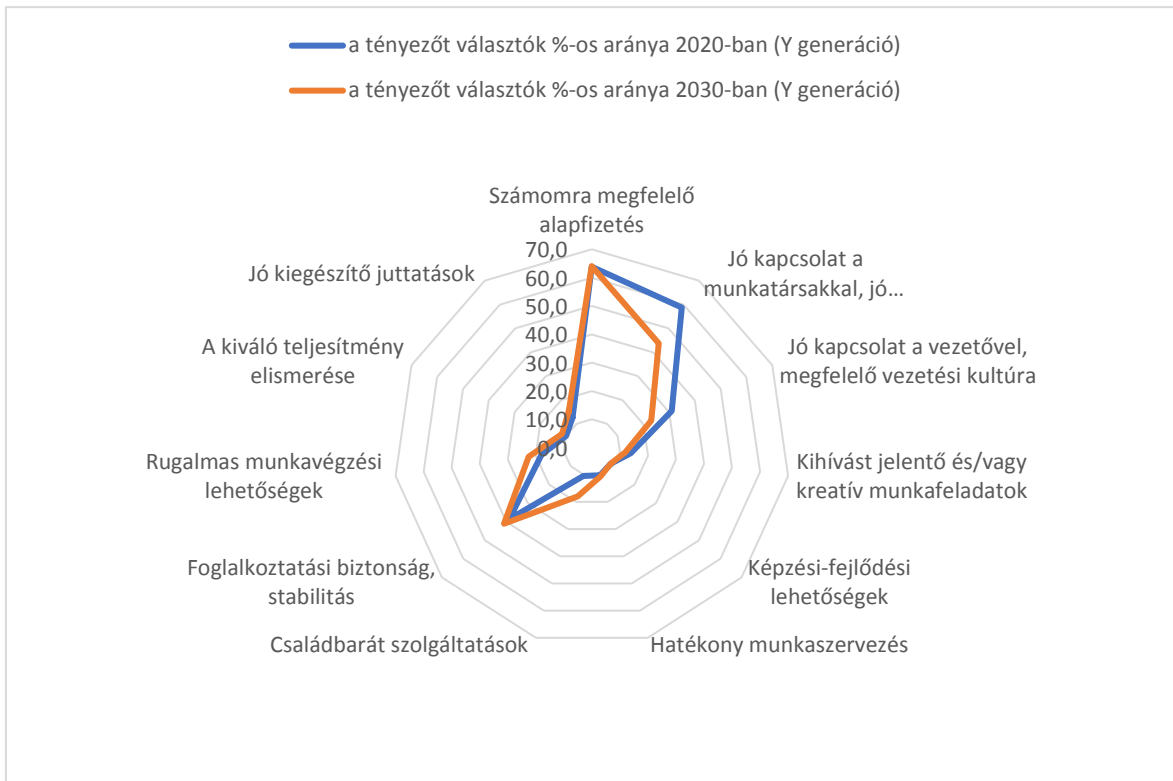 a tényezőt választók %-os aránya 2020-ban (Y generáció)
a tényezőt választók %-os aránya 2030-ban (Y generáció)
Számomra megfelelő
alapfizetés
70,0
60,0
50,0
40,0
30,0
20,0
10,0
0,0
Jó kapcsolat a
munkatársakkal, jó...
Jó kapcsolat a vezetővel,
megfelelő vezetési kultúra
Kihívást jelentő és/vagy
kreatív munkafeladatok
Képzési-fejlődési
lehetőségek
Hatékony munkaszervezés
Családbarát szolgáltatások
Foglalkoztatási biztonság,
stabilitás
Rugalmas munkavégzési
lehetőségek
A kiváló teljesítmény
elismerése
Jó kiegészítő juttatások